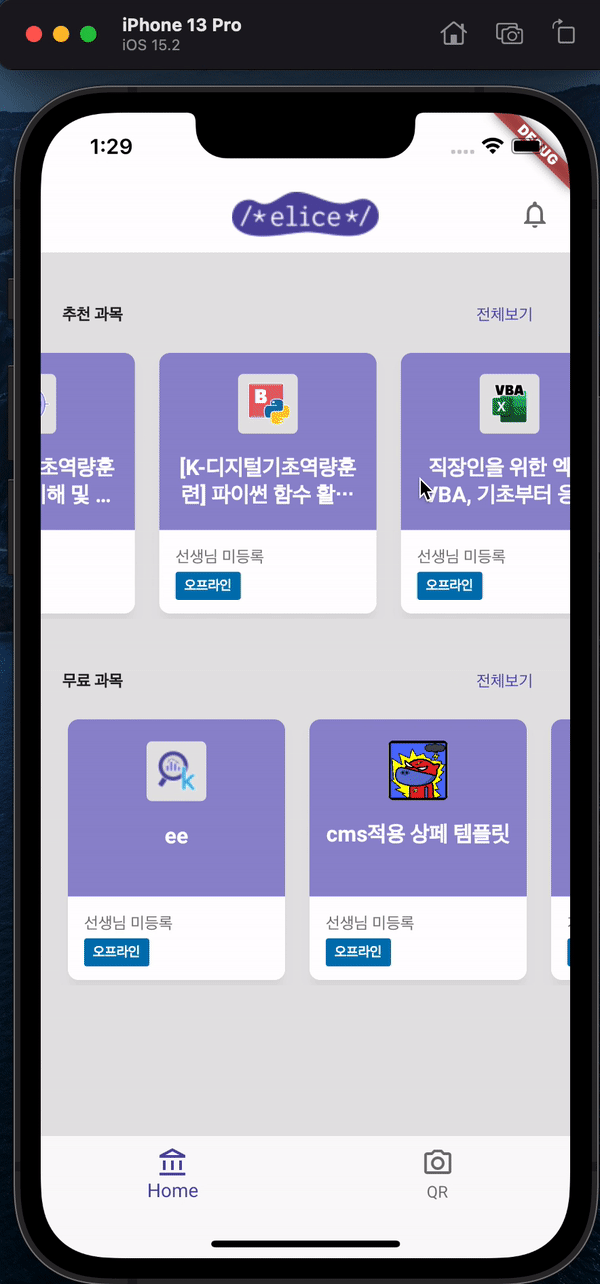 iPhone 13 Pro
iOS 15.2
1:29
DEBUG
/*elice*/
추천 과목
전체보기
초역량훈
해 및 ...
B
[K-디지털기초역량훈
련] 파이썬 함수 활...
선생님 미등록
오프라인
VBA
X
직장인을 위한 엑
VBA, 기초부터 응
선생님 미등록
오프라인
무료 과목
전체보기
k
ee
선생님 미등록
오프라인
cms적용 상페 템플릿
선생님 미등록
오프라인
Home
QR